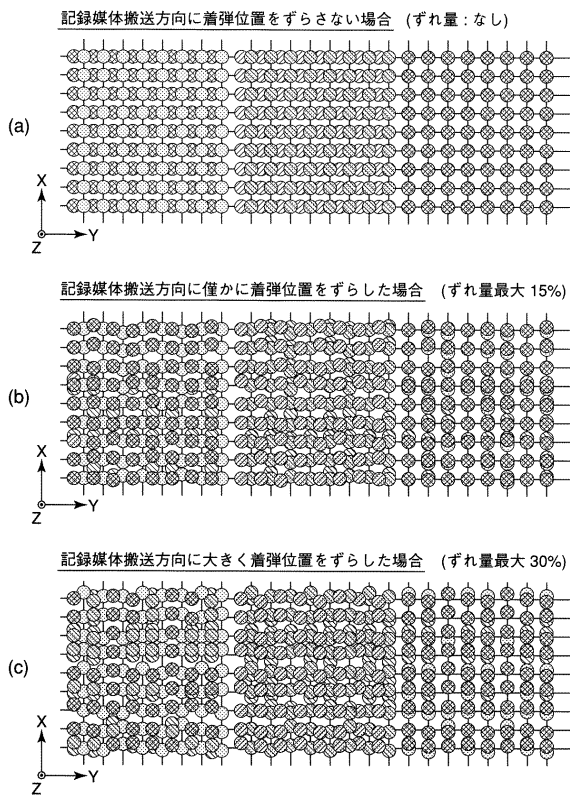 記録媒体搬送方向に着弾位置をずらさない場合 (ずれ量:なし)
(a)
X
Z
Y
記録媒体搬送方向に僅かに着弾位置をずらした場合 (ずれ量最大 15%)
(b)
X
Z
Y
記録媒体搬送方向に大きく着弾位置をずらした場合 (ずれ量最大 30%)
(c)
X
Z
Y